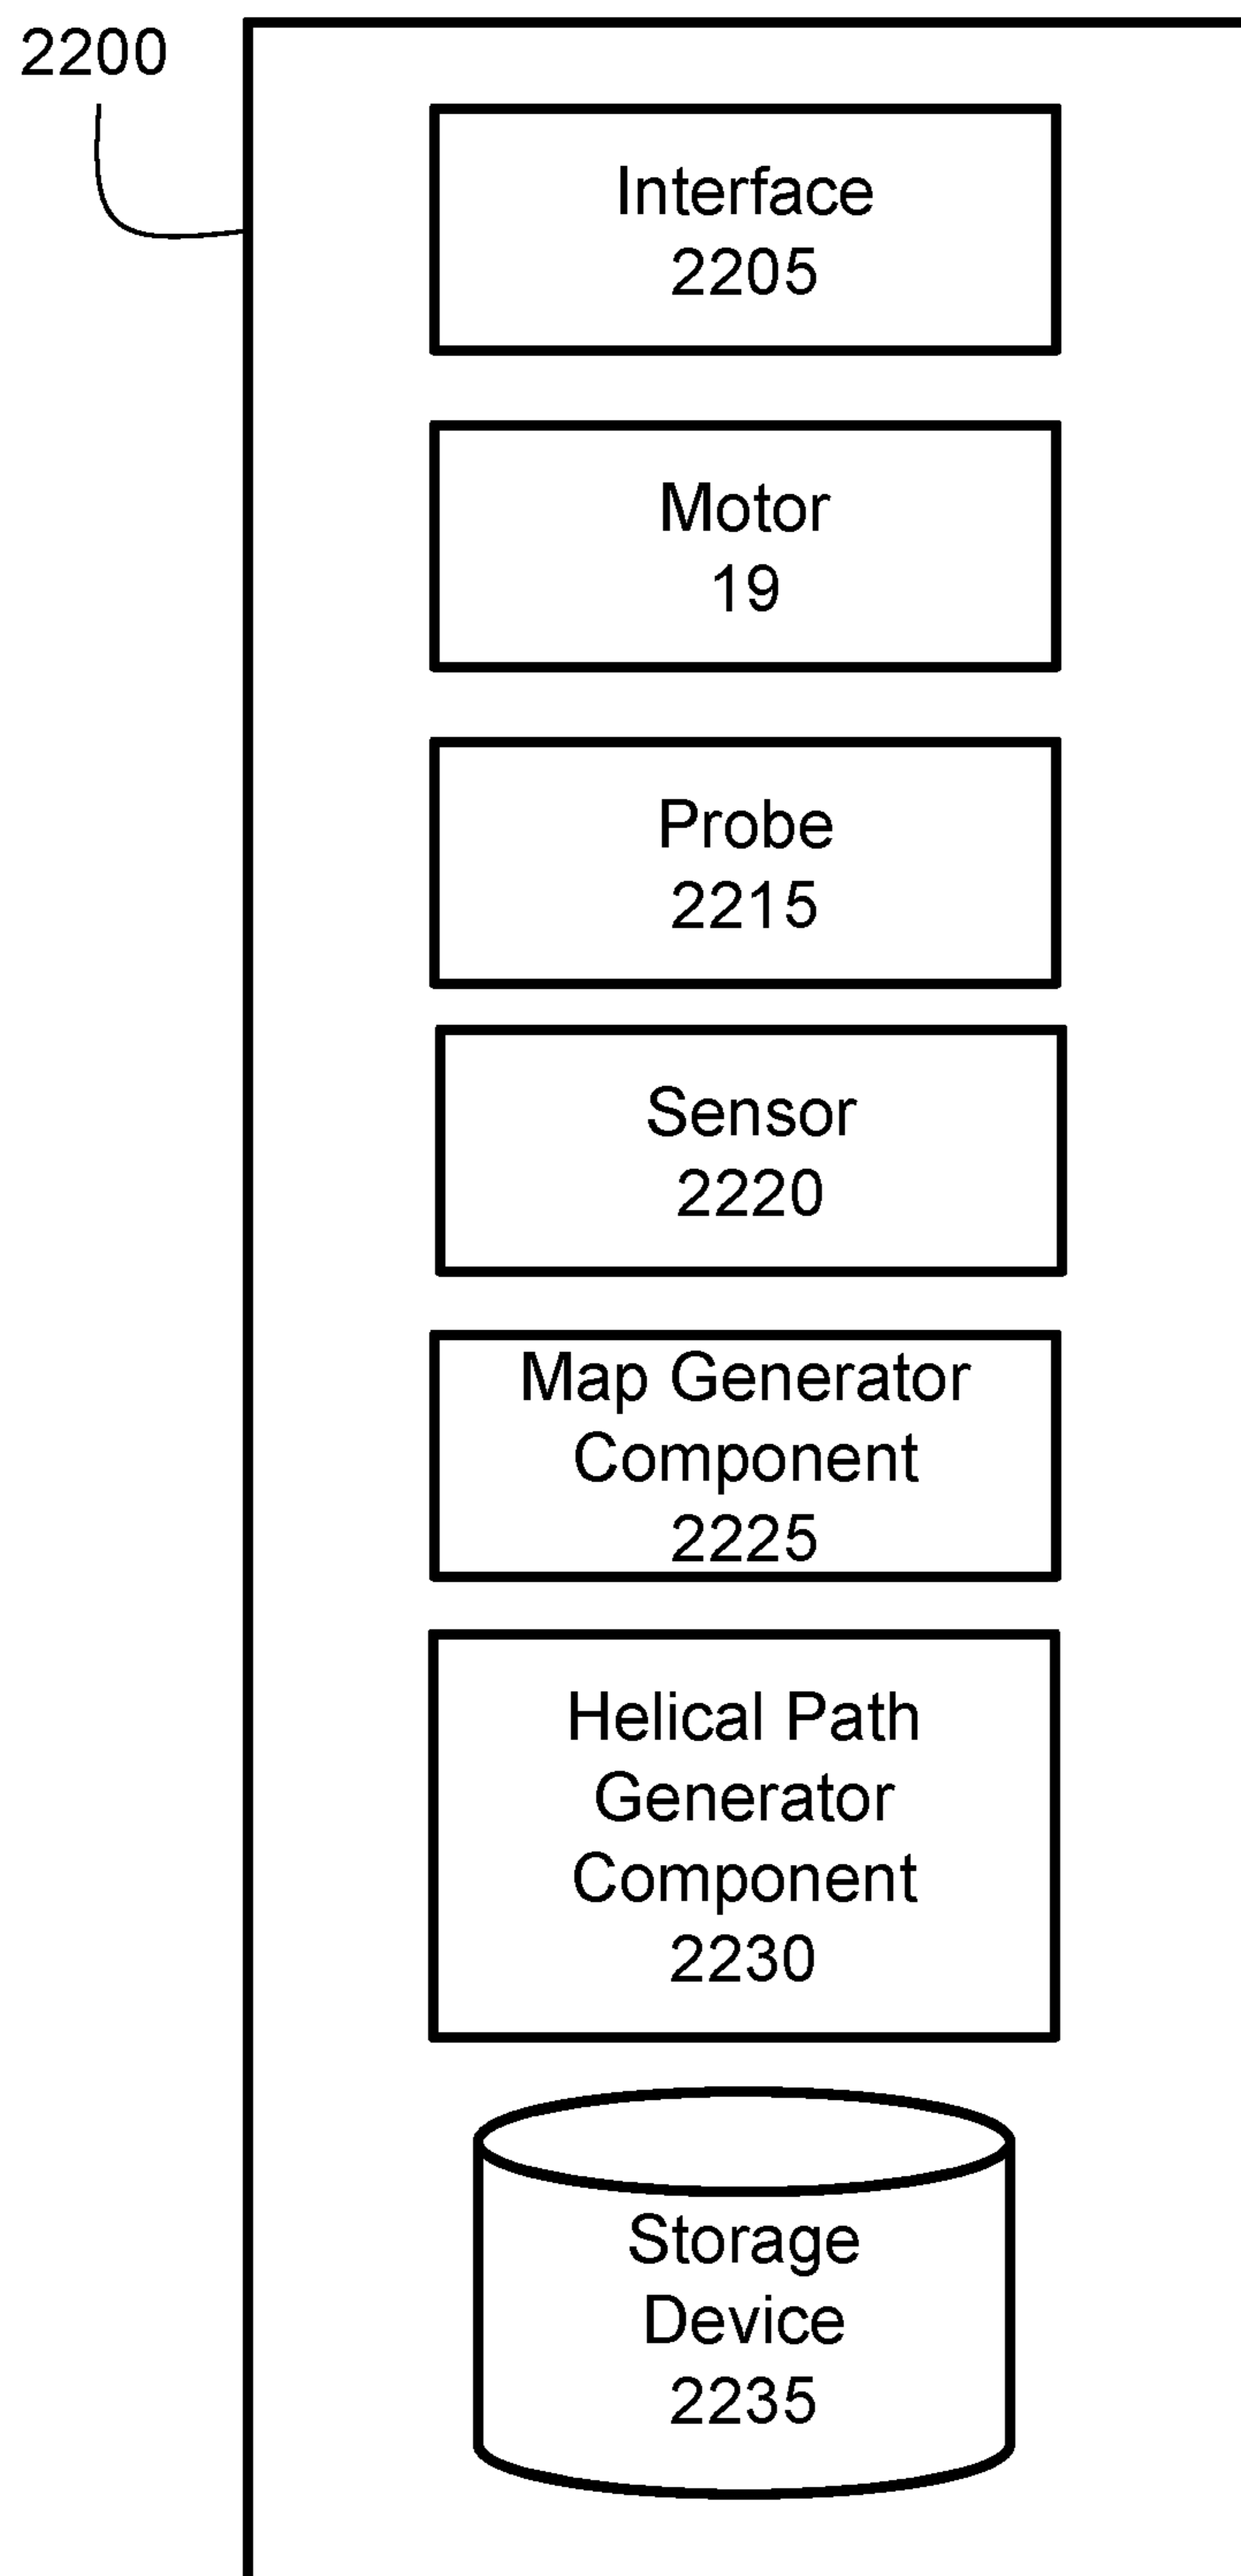 2200
Interface
2205
Motor
19
Probe
2215
Sensor
2220
Map Generator
Component
2225
Helical Path
Generator
Component
2230
Storage
Device
2235